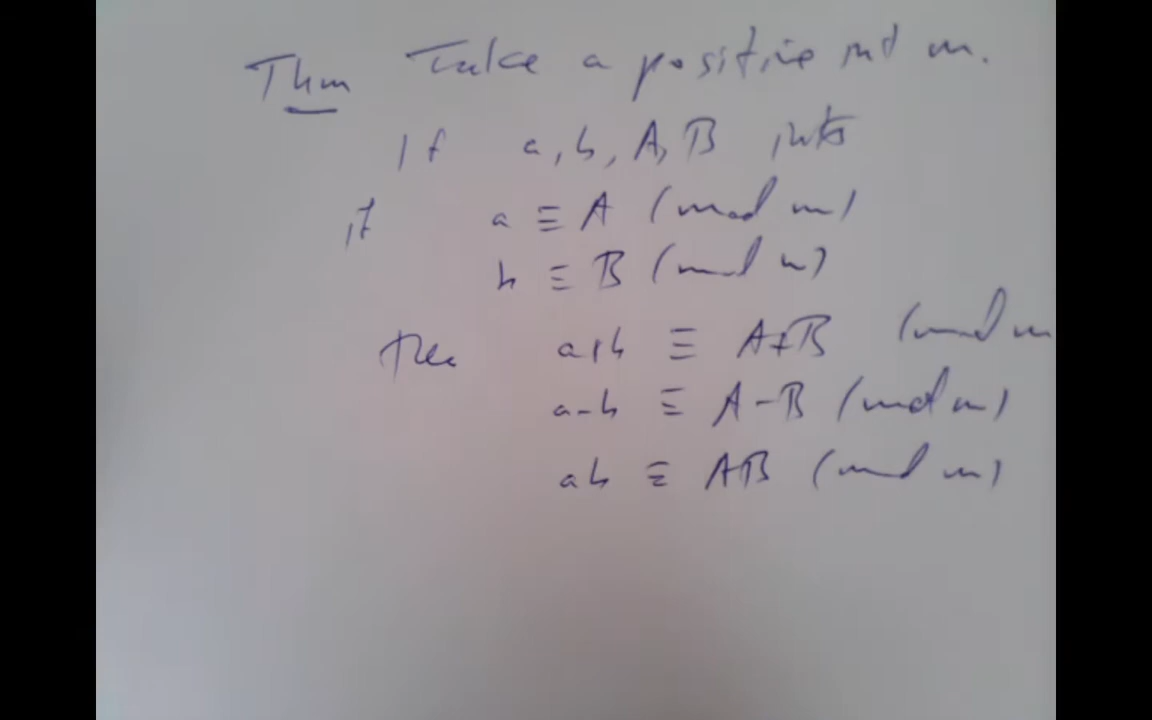 Thm Take a positive int m.
If a, b, A, B ints
if a ≡ A (mod m)
b ≡ B (mod m)
then a+b ≡ A+B (mod m
a-b ≡ A-B (mod m)
ab ≡ AB (mod m)